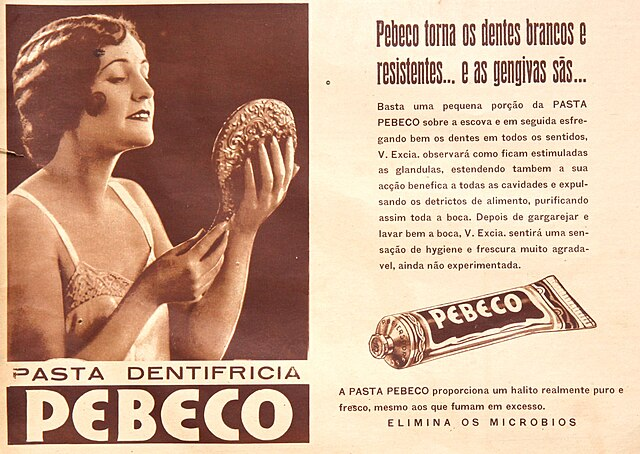 Pebeco torna os dentes brancos e
resistentes... e as gengivas sãs...
Basta uma pequena porção da PASTA
PEBECO sobre a escova e em seguida esfre-
gando bem os dentes em todos os sentidos,
V. Excia. observará como ficam estimuladas
as glandulas, estendendo tambem a sua
acção benefica a todas as cavidades e expul-
sando os detrictos de alimento, purificando
assim toda a boca. Depois de gargarejar e
lavar bem a boca, V. Excia. sentirá uma sen-
sação de hygiene e frescura muito agrada-
vel, ainda não experimentada.
PEBECO
PASTA DENTIFRICIA
PEBECO
A PASTA PEBECO proporciona um halito realmente puro e
fresco, mesmo aos que fumam em excesso.
ELIMINA OS MICROBIOS